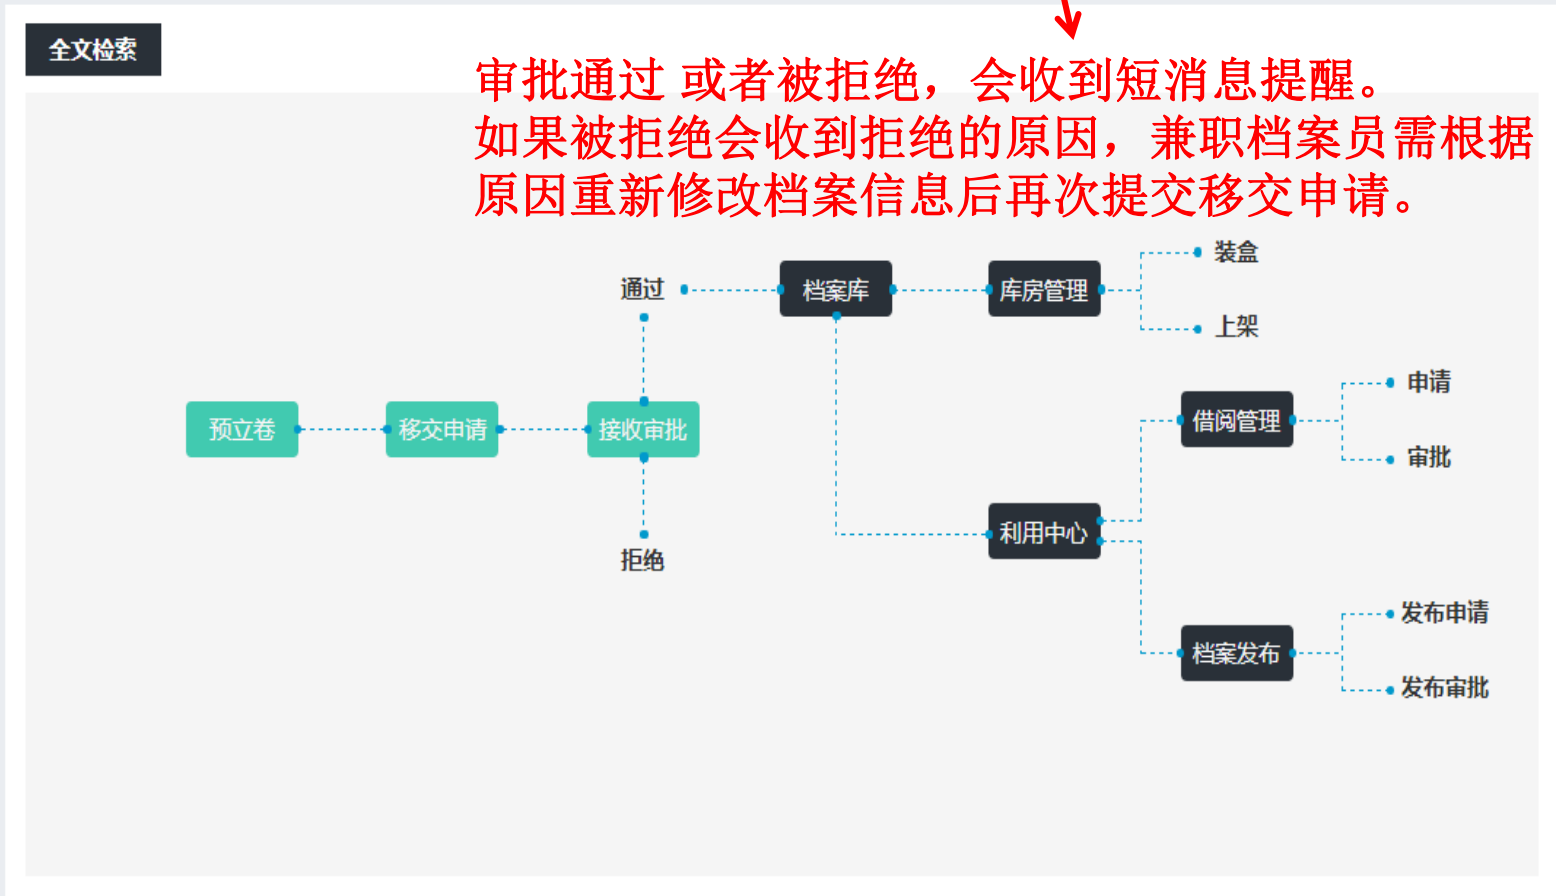 全文检索
审批通过 或者被拒绝，会收到短消息提醒。
如果被拒绝会收到拒绝的原因，兼职档案员需根据
原因重新修改档案信息后再次提交移交申请。
装盒
通过
档案库
库房管理
上架
申请
预立卷
移交申请
接收审批
借阅管理
审批
利用中心
拒绝
发布申请
档案发布
发布审批